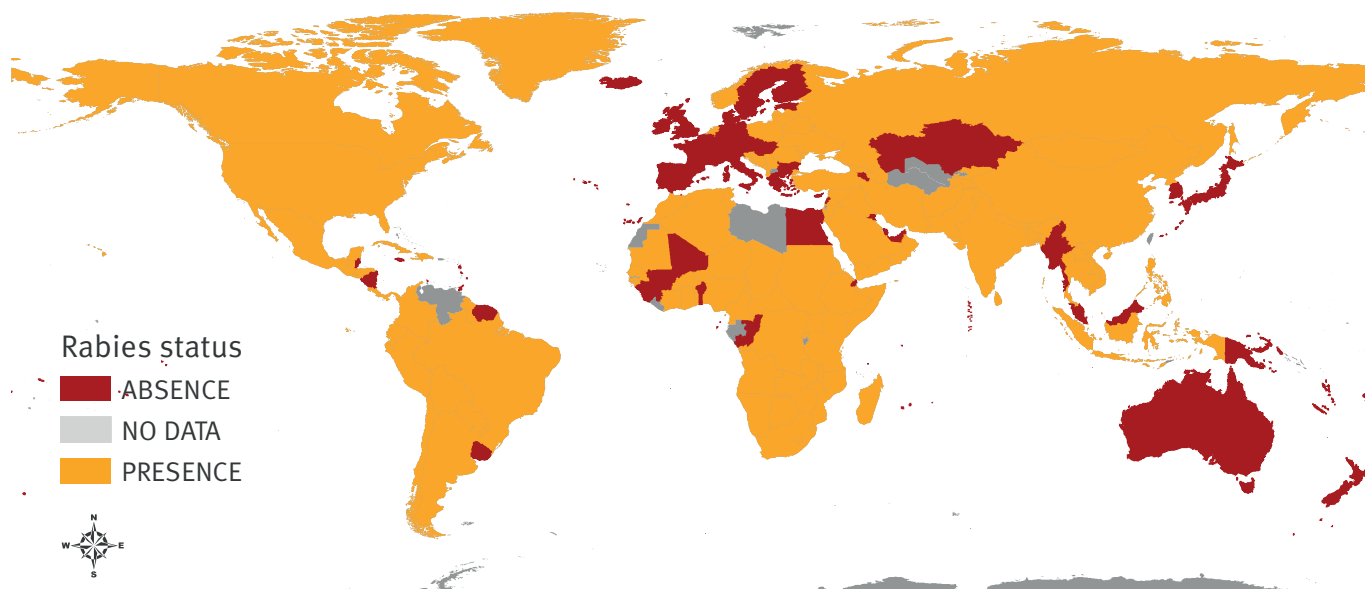 Rabies status
ABSENCE
NO DATA
PRESENCE
N
W E
S